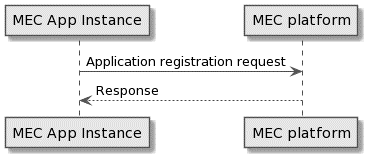 MEC App Instance
MEC platform
Application registration request
Response
MEC App Instance
MEC platform